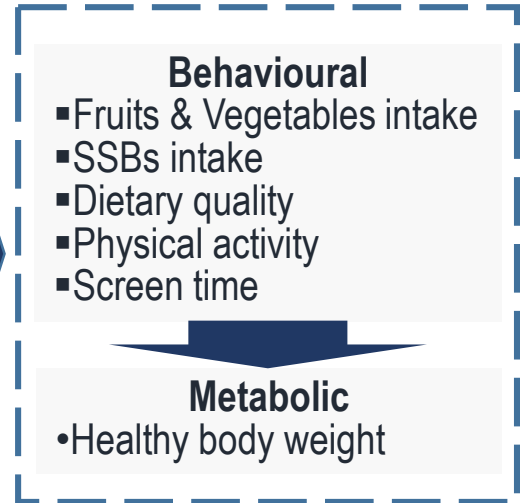 Behavioural
▪Fruits & Vegetables intake
▪SSBs intake
▪Dietary quality
▪Physical activity
▪Screen time
Metabolic
•Healthy body weight